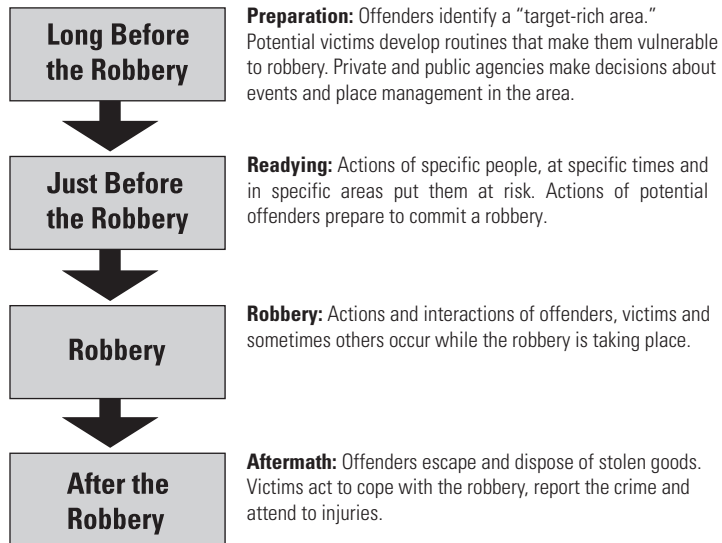 Long Before
the Robbery
Preparation: Offenders identify a “target-rich area.”
Potential victims develop routines that make them vulnerable
to robbery. Private and public agencies make decisions about
events and place management in the area.
Just Before
the Robbery
Readying: Actions of specific people, at specific times and
in specific areas put them at risk. Actions of potential
offenders prepare to commit a robbery.
Robbery
Robbery: Actions and interactions of offenders, victims and
sometimes others occur while the robbery is taking place.
After the
Robbery
Aftermath: Offenders escape and dispose of stolen goods.
Victims act to cope with the robbery, report the crime and
attend to injuries.